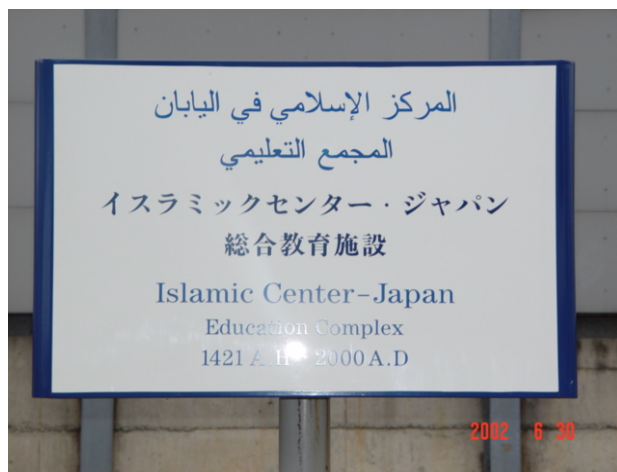 المركز الإسلامي في اليابان
المجمع التعليمي
イスラミックセンター・ジャパン
総合教育施設
Islamic Center-Japan
Education Complex
1421 A.H - 2000 A.D
2002 6 30